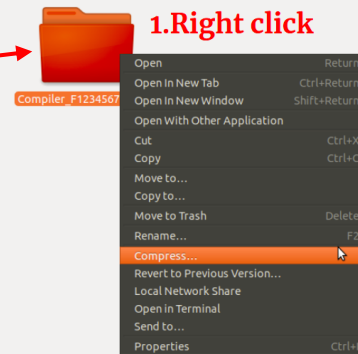 1.Right click
Compiler_F1234567
Open Return
Open In New Tab Ctrl+Return
Open In New Window Shift+Return
Open With Other Application
Cut Ctrl+X
Copy Ctrl+C
Move to...
Copy to...
Move to Trash Delete
Rename... F2
Compress...
Revert to Previous Version...
Local Network Share
Open in Terminal
Send to...
Properties Ctrl+I